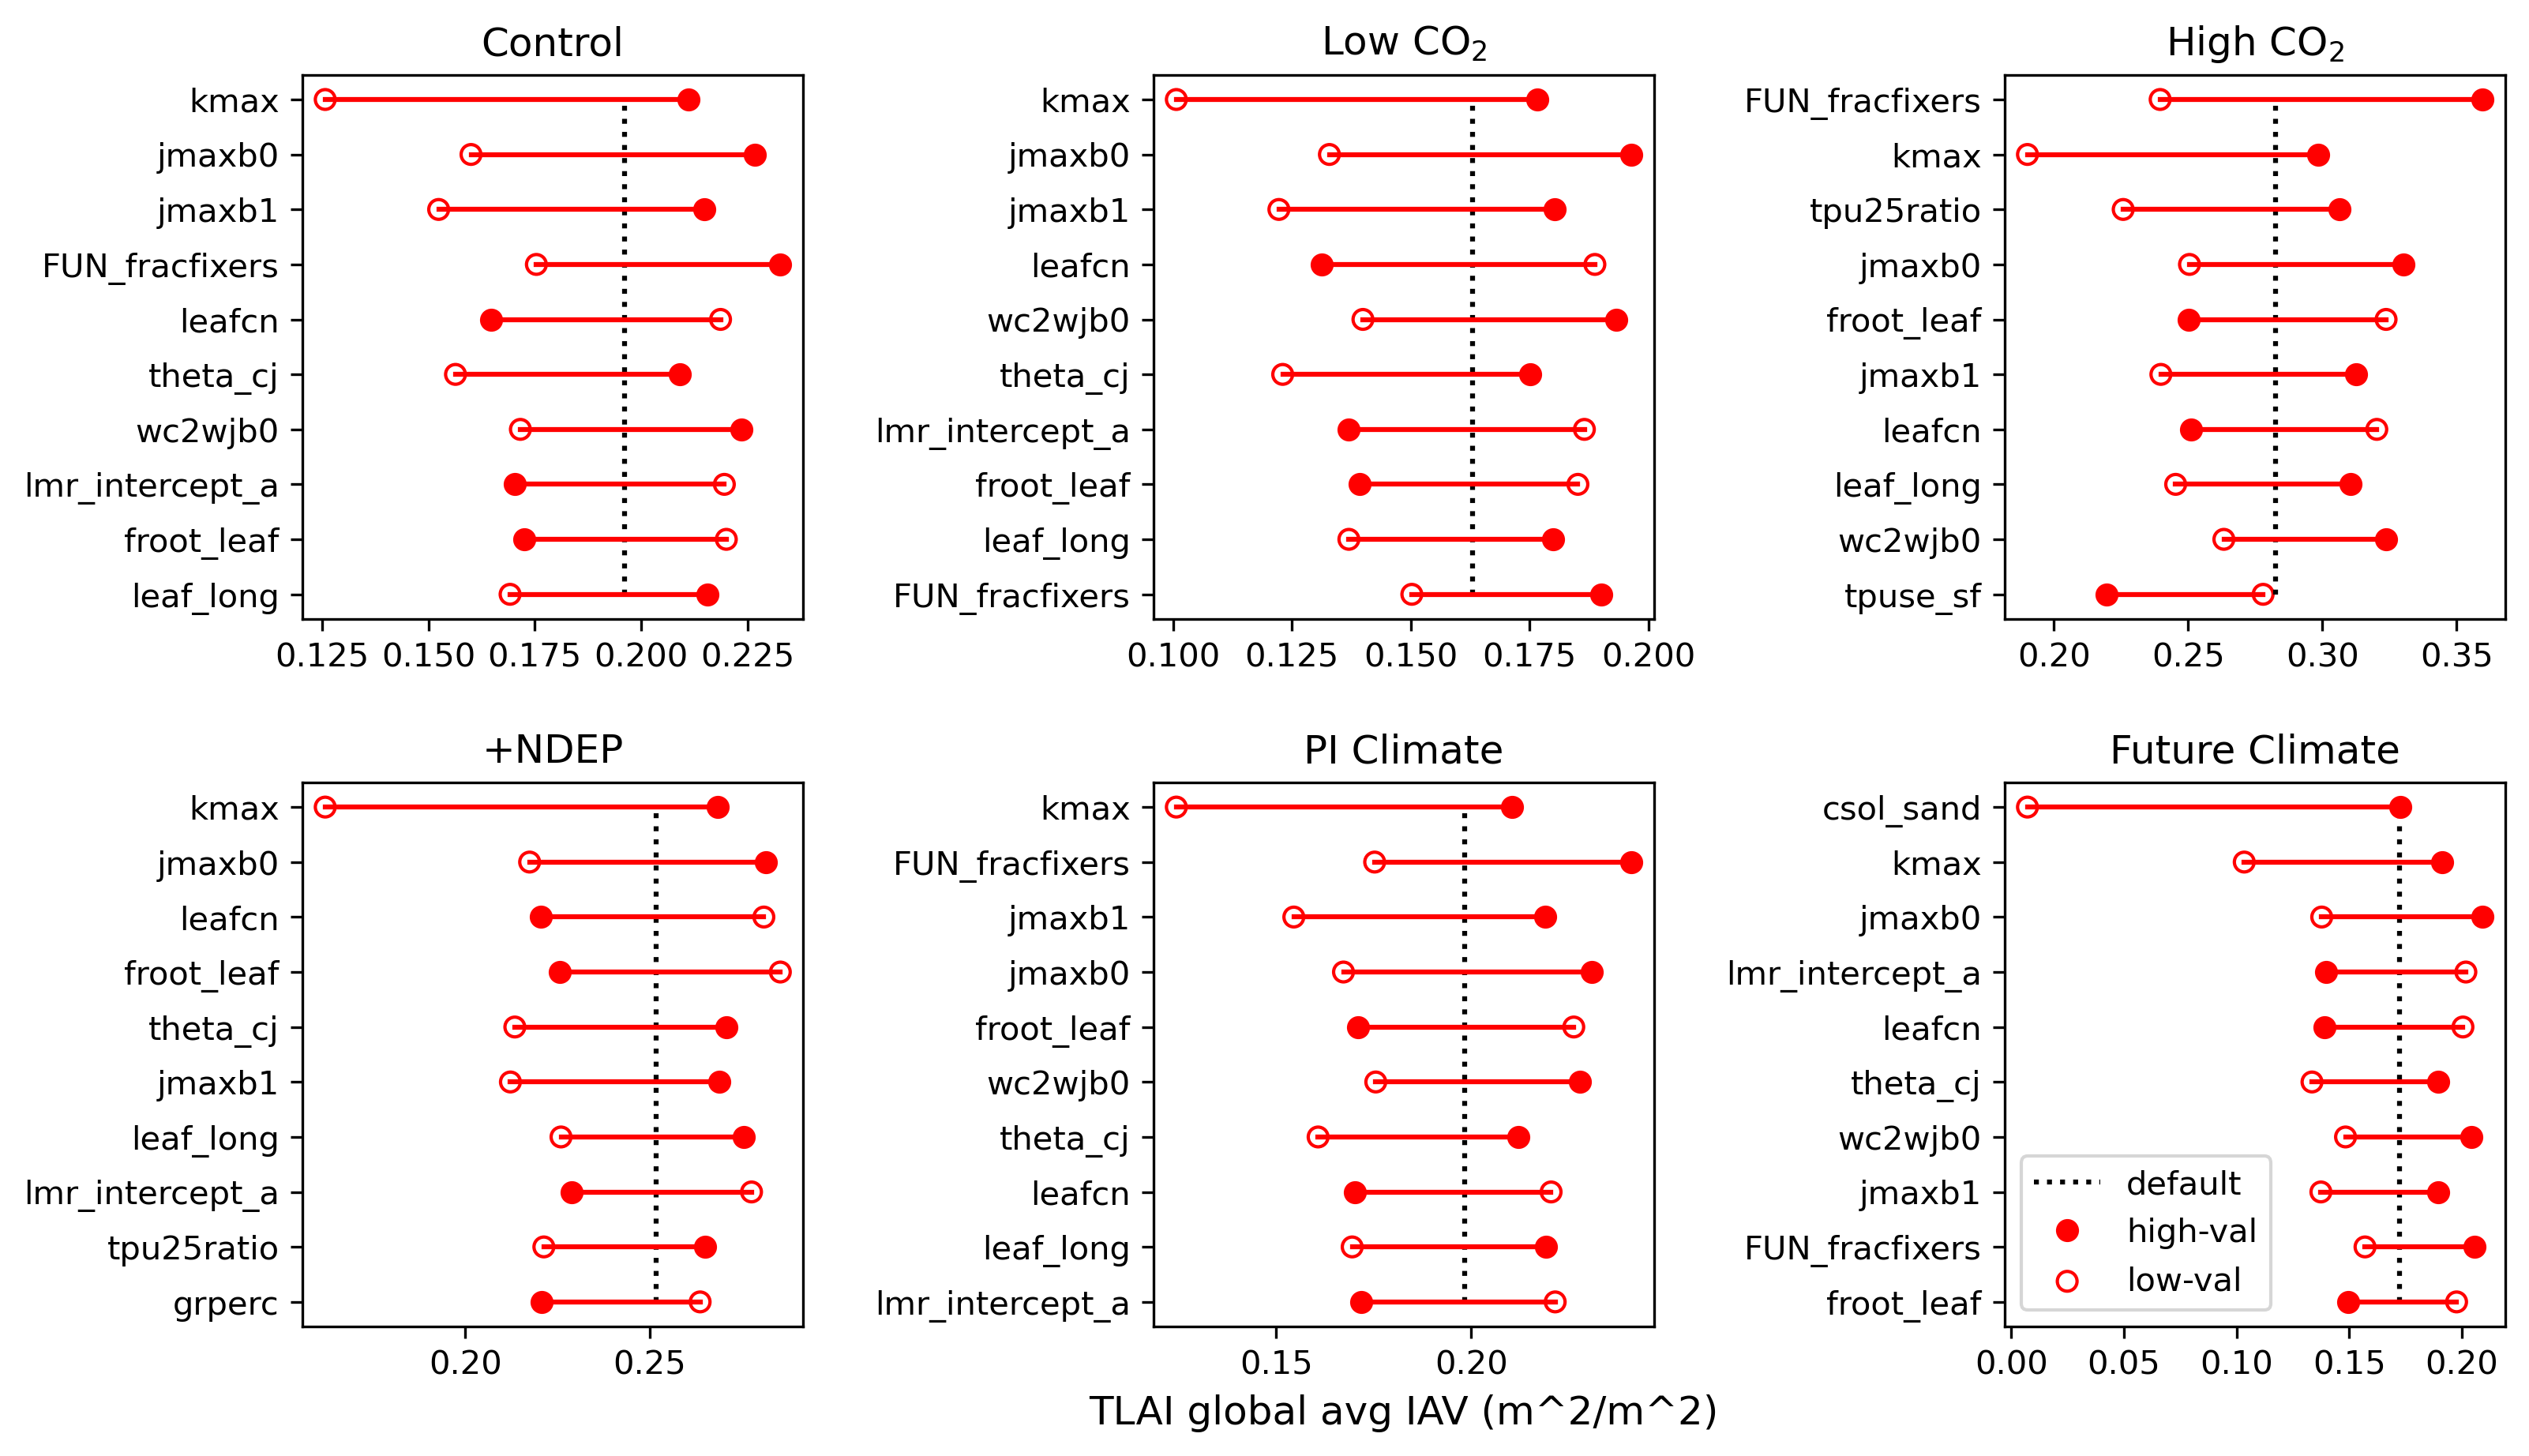 Control
kmax
jmaxb0
jmaxb1
FUN_fracfixers
leafcn
theta_cj
wc2wjb0
lmr_intercept_a
froot_leaf
leaf_long
0.125 0.150 0.175 0.200 0.225
Low CO₂
kmax
jmaxb0
jmaxb1
leafcn
wc2wjb0
theta_cj
lmr_intercept_a
froot_leaf
leaf_long
FUN_fracfixers
0.100 0.125 0.150 0.175 0.200
High CO₂
FUN_fracfixers
kmax
tpu25ratio
jmaxb0
froot_leaf
jmaxb1
leafcn
leaf_long
wc2wjb0
tpuse_sf
0.20 0.25 0.30 0.35
+NDEP
kmax
jmaxb0
leafcn
froot_leaf
theta_cj
jmaxb1
leaf_long
lmr_intercept_a
tpu25ratio
grperc
0.20 0.25
PI Climate
kmax
FUN_fracfixers
jmaxb1
jmaxb0
froot_leaf
wc2wjb0
theta_cj
leafcn
leaf_long
lmr_intercept_a
0.15 0.20
TLAI global avg IAV (m^2/m^2)
Future Climate
csol_sand
kmax
jmaxb0
lmr_intercept_a
leafcn
theta_cj
wc2wjb0
jmaxb1
FUN_fracfixers
froot_leaf
default
high-val
low-val
0.00 0.05 0.10 0.15 0.20